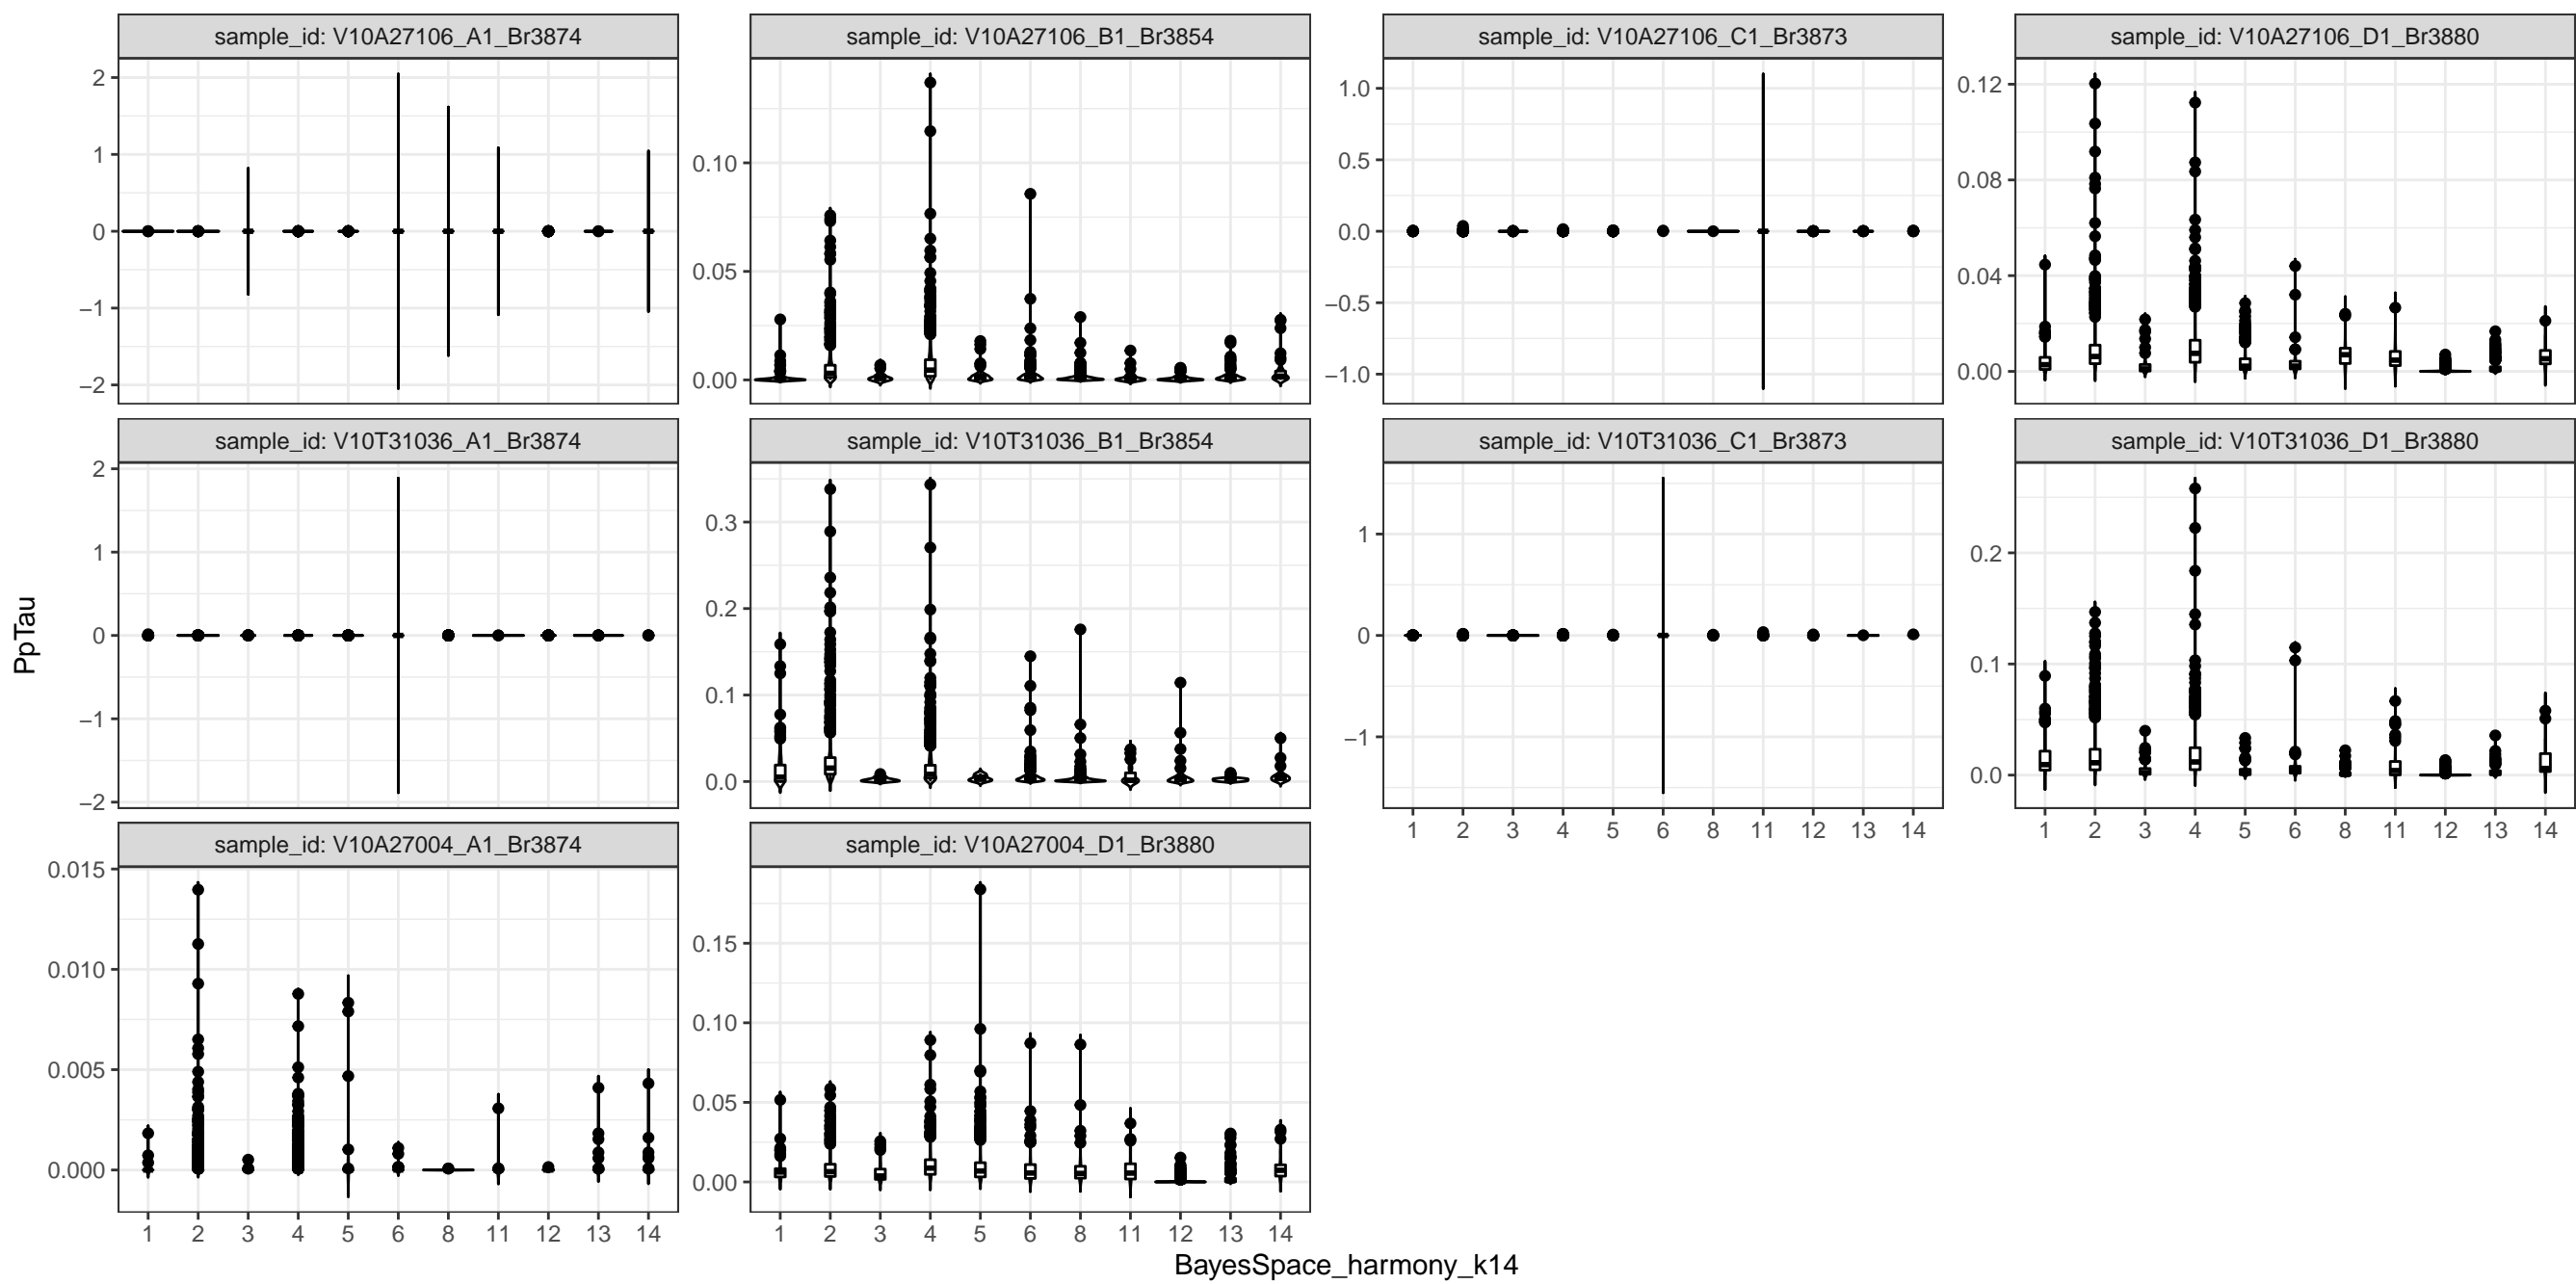 sample_id: V10A27106_A1_Br3874
sample_id: V10A27106_B1_Br3854
sample_id: V10A27106_C1_Br3873
sample_id: V10A27106_D1_Br3880
2
1
0
−1
−2
0.10
0.05
0.00
1.0
0.5
0.0
−0.5
−1.0
0.12
0.08
0.04
0.00
sample_id: V10T31036_A1_Br3874
sample_id: V10T31036_B1_Br3854
sample_id: V10T31036_C1_Br3873
sample_id: V10T31036_D1_Br3880
2
1
0
−1
−2
0.3
0.2
0.1
0.0
1
0
−1
0.2
0.1
0.0
1 2 3 4 5 6 8 11 12 13 14
1 2 3 4 5 6 8 11 12 13 14
PpTau
sample_id: V10A27004_A1_Br3874
sample_id: V10A27004_D1_Br3880
0.015
0.010
0.005
0.000
0.15
0.10
0.05
0.00
1 2 3 4 5 6 8 11 12 13 14
1 2 3 4 5 6 8 11 12 13 14
BayesSpace_harmony_k14